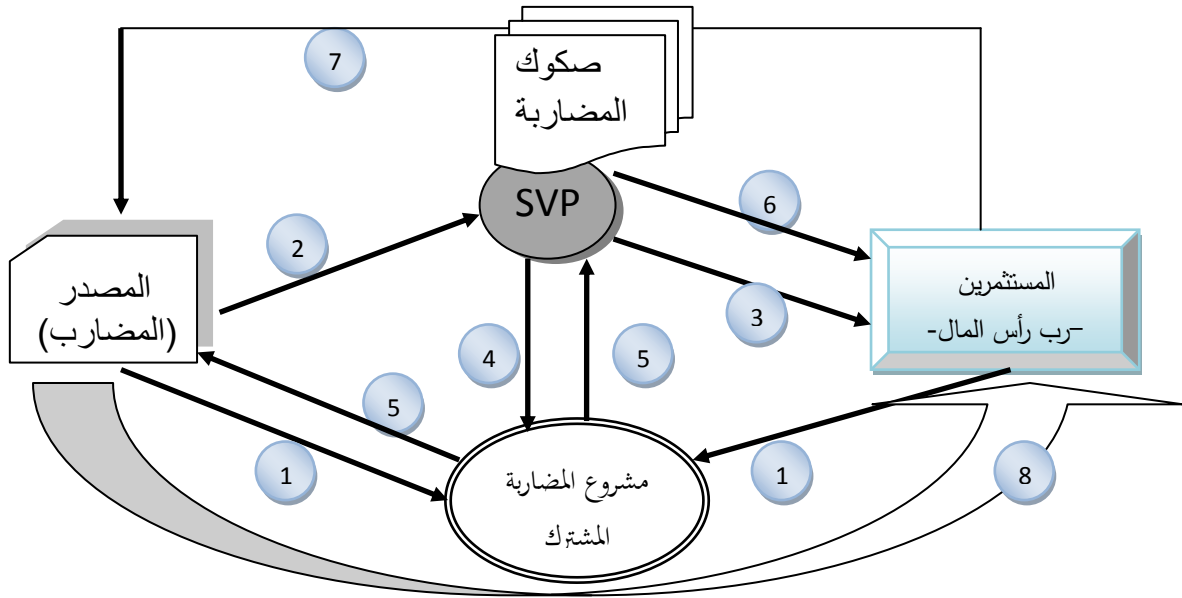 7
صكوك
المضاربة
SVP
6
2
المصدر
(المضارب)
المستثمرين
-رب رأس المال-
3
4
5
5
1
مشروع المضاربة
المشترك
1
8